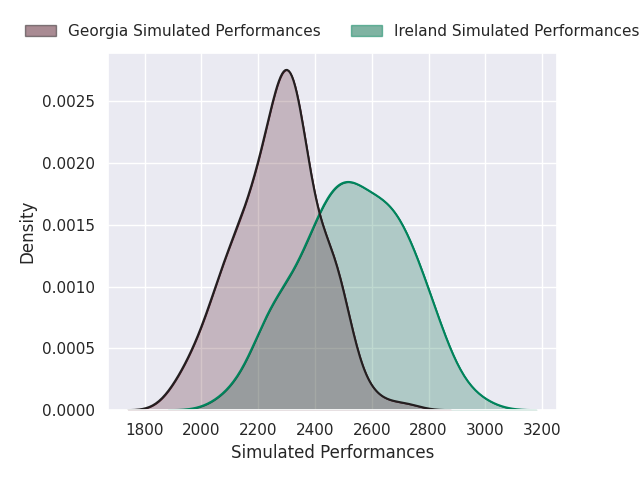 Georgia Simulated Performances Ireland Simulated Performances
0.0025
0.0020
0.0015
0.0010
0.0005
0.0000
Density
1800 2000 2200 2400 2600 2800 3000 3200
Simulated Performances